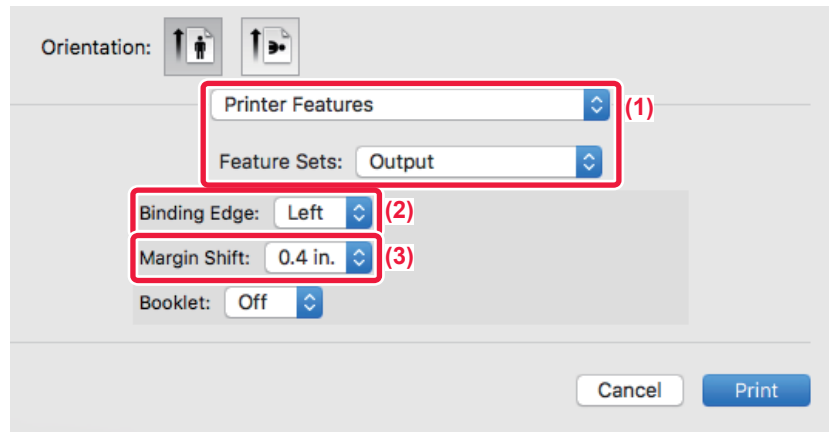 Orientation:
Printer Features (1)
Feature Sets: Output
Binding Edge: Left (2)
Margin Shift: 0.4 in. (3)
Booklet: Off
Cancel Print